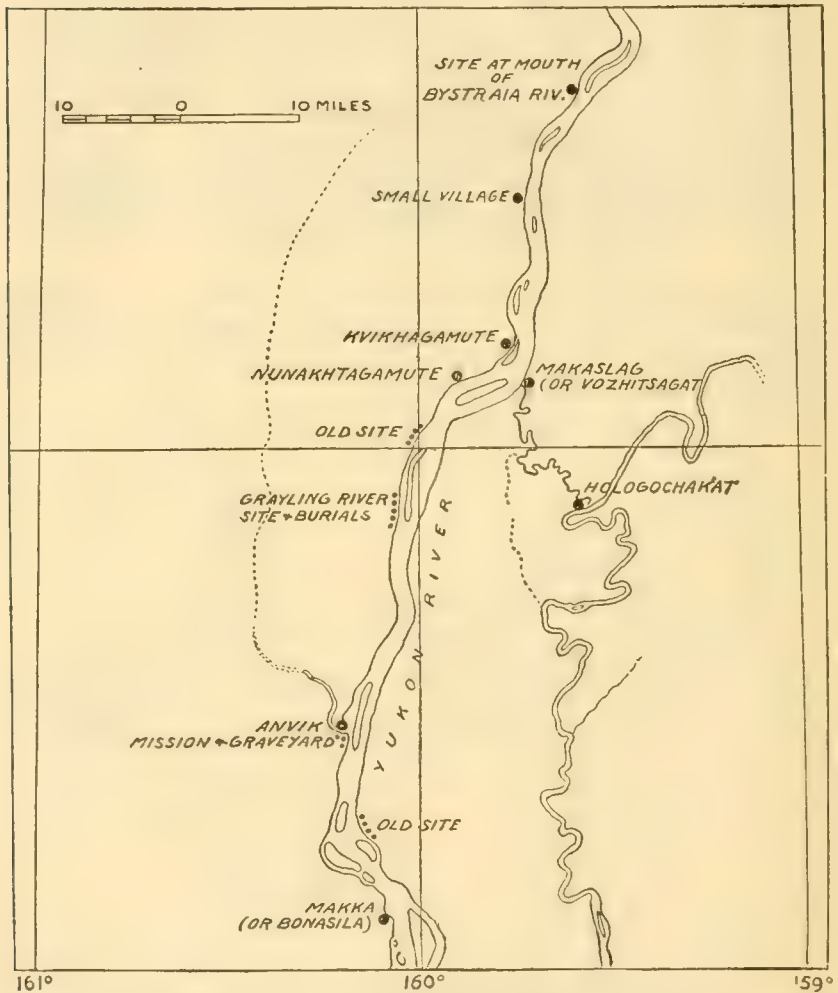 SITE AT MOUTH
OF
BYSTRAIA RIV.
10 0 10 MILES
SMALL VILLAGE
KVIKHAGAMUTE
NUNAKHTAGAMUTE
MAKASLAG
(OR VOZHITSAGAT
OLD SITE
HOLOGOCHAKAT
GRAYLING RIVER
SITE & BURIALS
YUKON RIVER
ANVIK
MISSION & GRAVEYARD
OLD SITE
MAKKA
(OR BONASILA)
161° 160° 159°